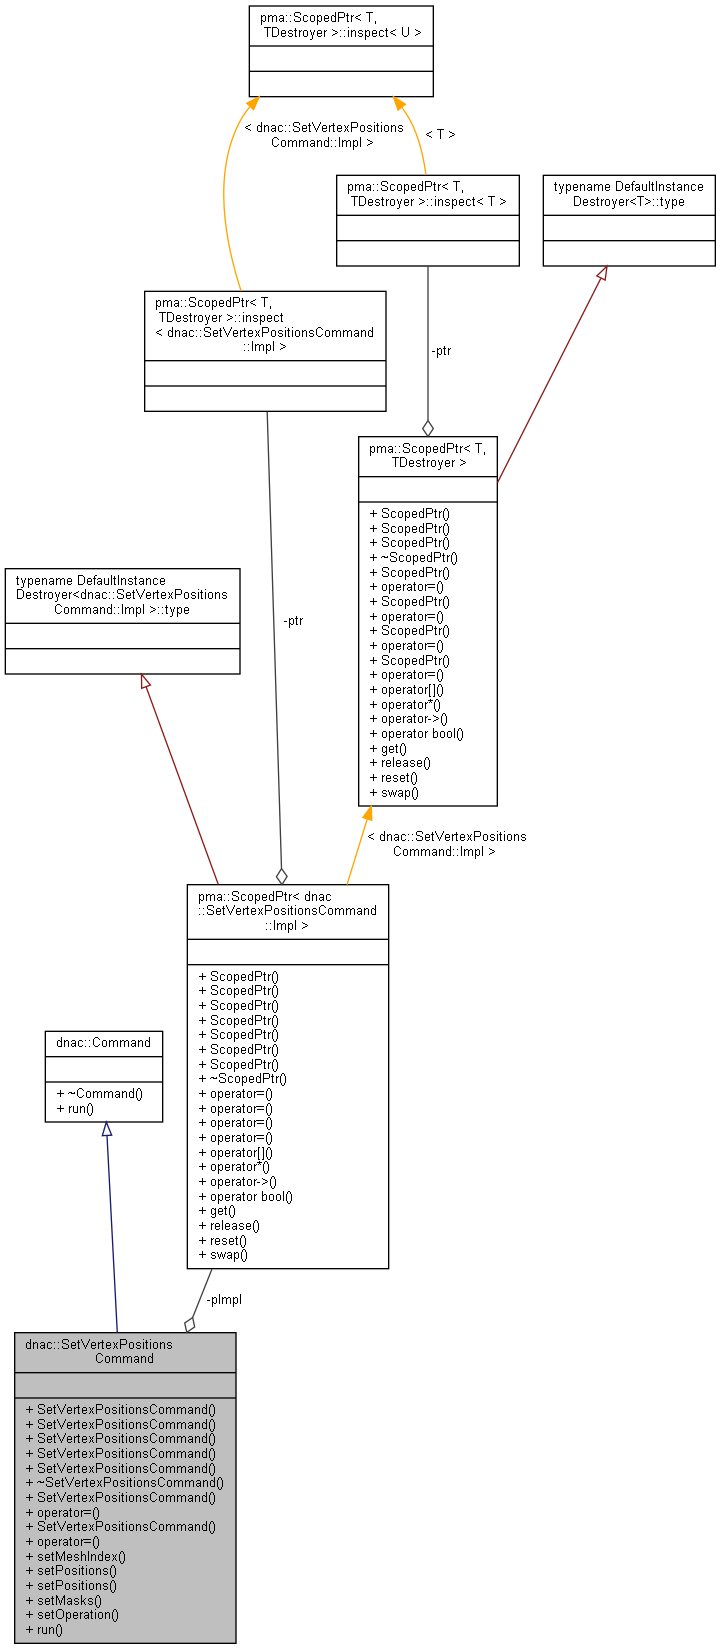 pma::ScopedPtr< T,
TDestroyer >::inspect< U >
< dnac::SetVertexPositions
Command::Impl >
< T >
pma::ScopedPtr< T,
TDestroyer >::inspect< T >
typename DefaultInstance
Destroyer<T>::type
pma::ScopedPtr< T,
TDestroyer >::inspect
< dnac::SetVertexPositionsCommand
::Impl >
-ptr
pma::ScopedPtr< T,
TDestroyer >
+ ScopedPtr()
+ ScopedPtr()
+ ScopedPtr()
+ ~ScopedPtr()
+ ScopedPtr()
+ operator=()
+ ScopedPtr()
+ operator=()
+ ScopedPtr()
+ operator=()
+ ScopedPtr()
+ operator=()
+ operator[]()
+ operator*()
+ operator->()
+ operator bool()
+ get()
+ release()
+ reset()
+ swap()
typename DefaultInstance
Destroyer<dnac::SetVertexPositions
Command::Impl >::type
-ptr
< dnac::SetVertexPositions
Command::Impl >
pma::ScopedPtr< dnac
::SetVertexPositionsCommand
::Impl >
+ ScopedPtr()
+ ScopedPtr()
+ ScopedPtr()
+ ScopedPtr()
+ ScopedPtr()
+ ScopedPtr()
+ ScopedPtr()
+ ~ScopedPtr()
+ operator=()
+ operator=()
+ operator=()
+ operator=()
+ operator[]()
+ operator*()
+ operator->()
+ operator bool()
+ get()
+ release()
+ reset()
+ swap()
dnac::Command
+ ~Command()
+ run()
-pImpl
dnac::SetVertexPositions
Command
+ SetVertexPositionsCommand()
+ SetVertexPositionsCommand()
+ SetVertexPositionsCommand()
+ SetVertexPositionsCommand()
+ SetVertexPositionsCommand()
+ ~SetVertexPositionsCommand()
+ SetVertexPositionsCommand()
+ operator=()
+ SetVertexPositionsCommand()
+ operator=()
+ setMeshIndex()
+ setPositions()
+ setPositions()
+ setMasks()
+ setOperation()
+ run()